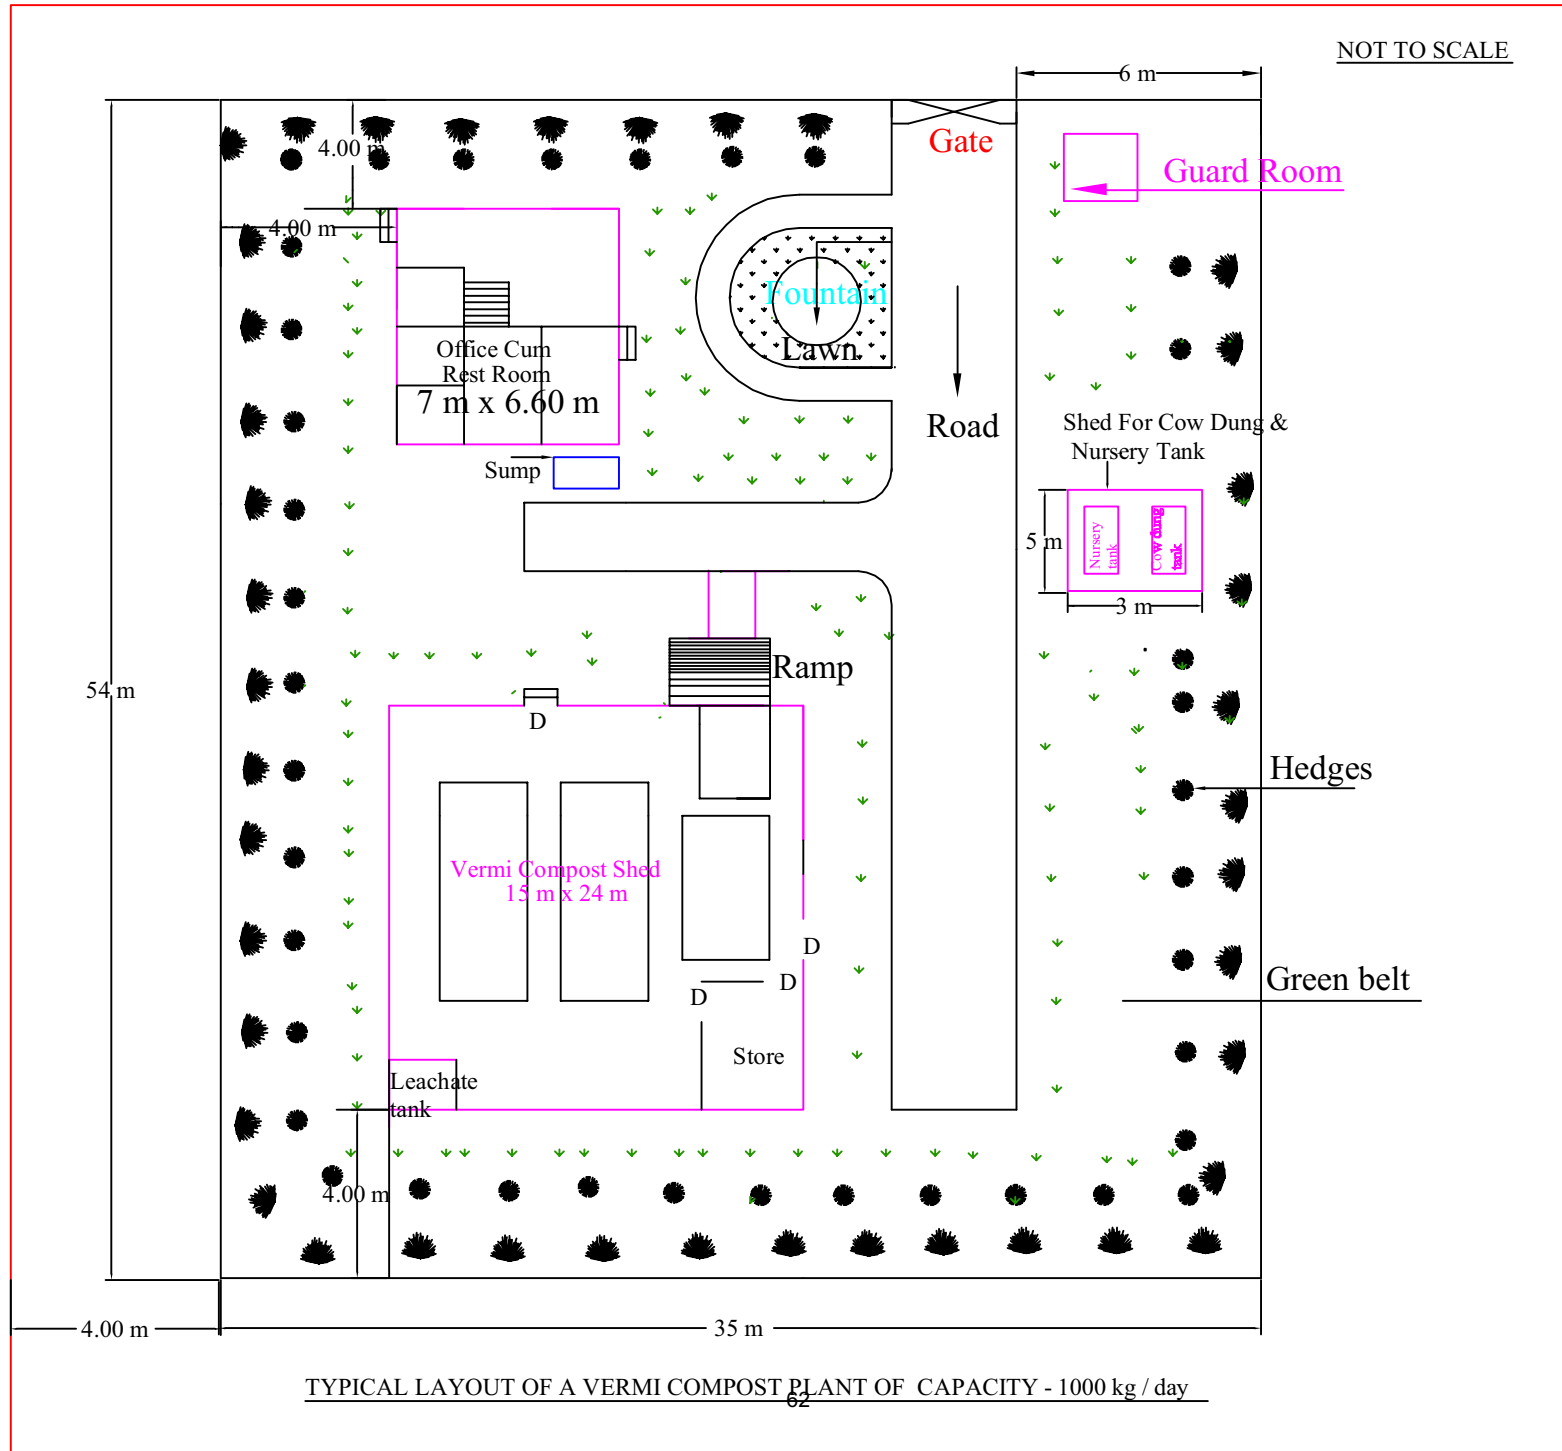 NOT TO SCALE
6 m
Gate
4.00 m
Guard Room
4.00 m
Fountain
Lawn
Office Cum
Rest Room
7 m x 6.60 m
Road
Shed For Cow Dung &
Nursery Tank
Sump
5 m
Nursery
tank
Cow dung
tank
3 m
Ramp
54 m
D
Hedges
Vermi Compost Shed
15 m x 24 m
D
D
D
Green belt
Store
Leachate
tank
4.00 m
4.00 m
35 m
TYPICAL LAYOUT OF A VERMI COMPOST PLANT OF CAPACITY - 1000 kg / day
62